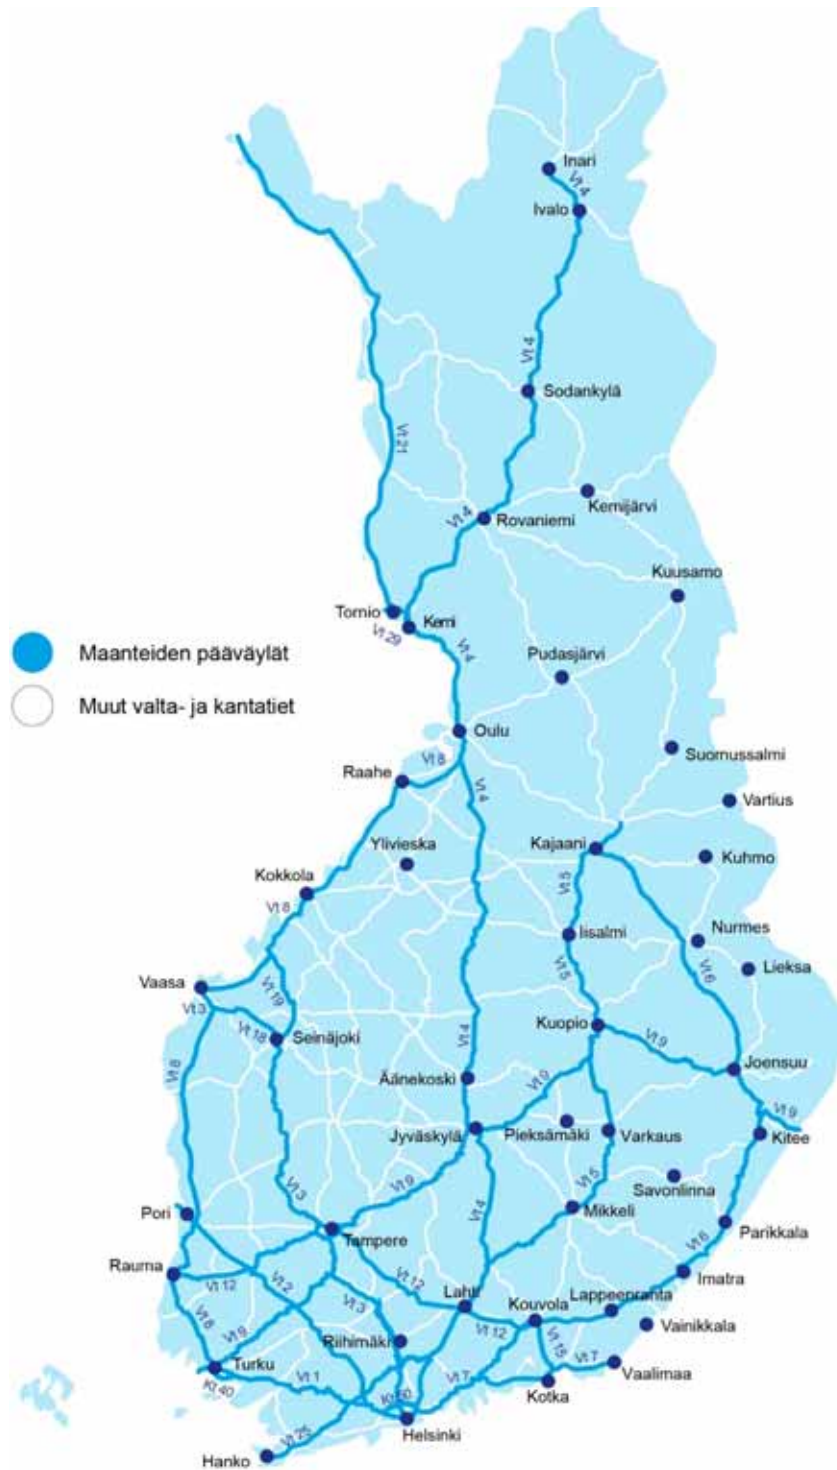 Inari
Vt 4
Ivalo
Vt 4
Sodankylä
Vt 21
Kemijärvi
Vt 4
Rovaniemi
Kuusamo
Tornio
Kemi
Vt 29
Vt 4
Maanteiden pääväylät
Pudasjärvi
Muut valta- ja kantatiet
Oulu
Suomussalmi
Vt 8
Raahe
Vt 4
Vartius
Ylivieska
Kajaani
Kuhmo
Kokkola
Vt 5
Vt 8
Nurmes
Iisalmi
Lieksa
Vt 5
Vt 6
Vaasa
Vt 19
Vt 3
Kuopio
Vt 18
Seinäjoki
Vt 4
Vt 9
Vt 8
Joensuu
Äänekoski
Vt 9
Vt 9
Jyväskylä
Pieksämäki
Varkaus
Kitee
Vt 9
Vt 5
Savonlinna
Vt 3
Vt 4
Mikkeli
Pori
Parikkala
Tampere
Vt 6
Rauma
Vt 12
Vt 12
Imatra
Vt 2
Lahti
Lappeenranta
Vt 3
Kouvola
Vt 8
Vt 12
Vainikkala
Vt 9
Riihimäki
Vt 15
Turku
Vt 7
Vt 1
Vt 7
Vaalimaa
Kt 40
Kt 50
Kotka
Helsinki
Vt 25
Hanko